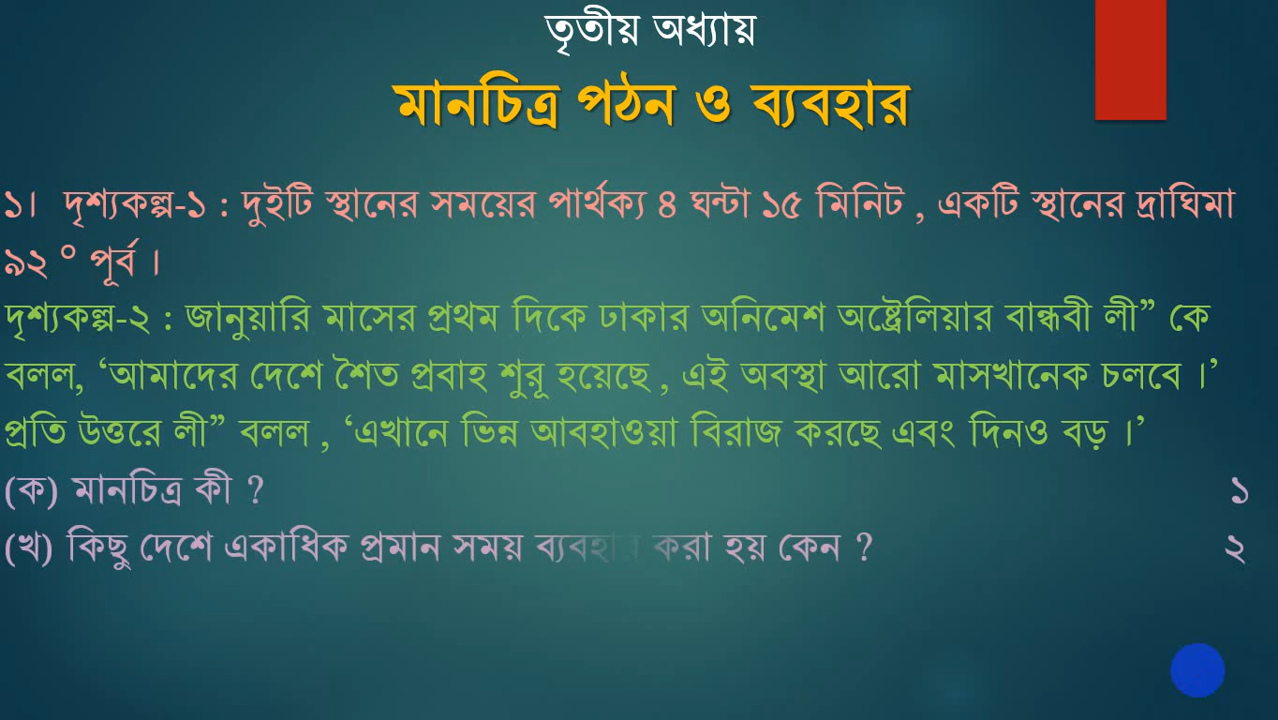 তৃতীয় অধ্যায়
মানচিত্র পঠন ও ব্যবহার
১। দৃশ্যকল্প-১ : দুইটি স্থানের সময়ের পার্থক্য ৪ ঘন্টা ১৫ মিনিট , একটি স্থানের দ্রাঘিমা
৯২ ° পূর্ব ।
দৃশ্যকল্প-২ : জানুয়ারি মাসের প্রথম দিকে ঢাকার অনিমেশ অষ্ট্রেলিয়ার বান্ধবী লী” কে
বলল, ‘আমাদের দেশে শৈত প্রবাহ শুরূ হয়েছে , এই অবস্থা আরো মাসখানেক চলবে ।’
প্রতি উত্তরে লী” বলল , ‘এখানে ভিন্ন আবহাওয়া বিরাজ করছে এবং দিনও বড় ।’
(ক) মানচিত্র কী ? ১
(খ) কিছু দেশে একাধিক প্রমান সময় ব্যবহার করা হয় কেন ? ২